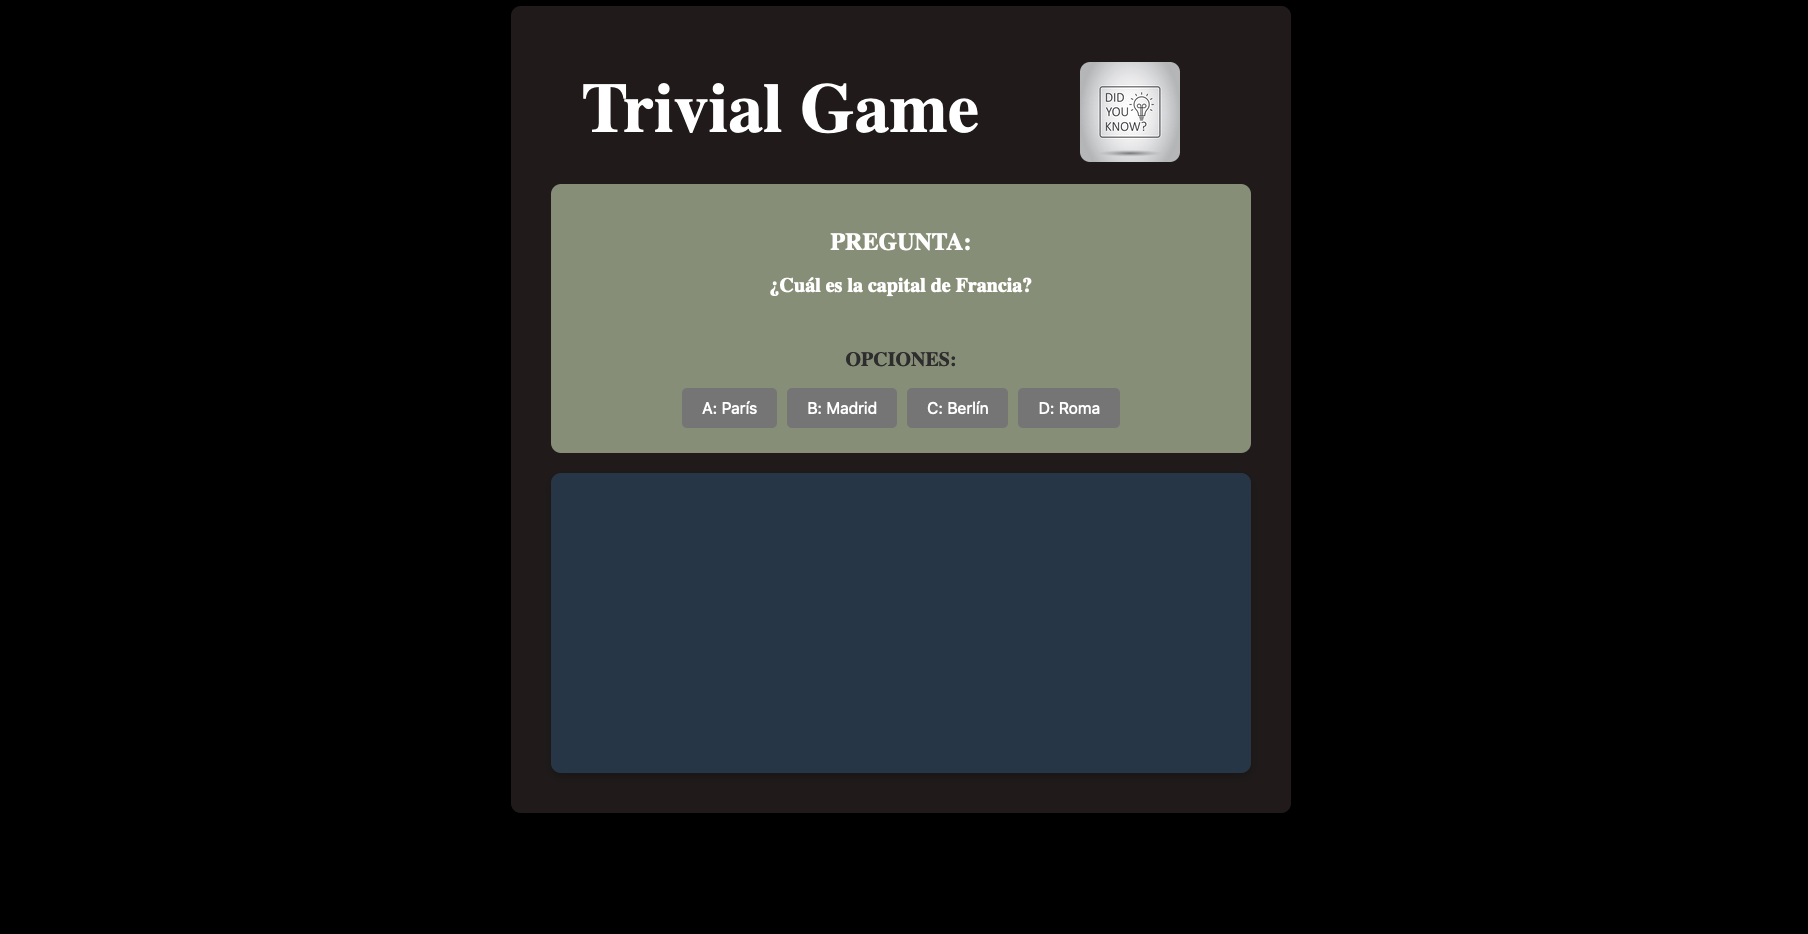 Trivial Game
DID
YOU
KNOW?
PREGUNTA:
¿Cuál es la capital de Francia?
OPCIONES:
A: París
B: Madrid
C: Berlín
D: Roma